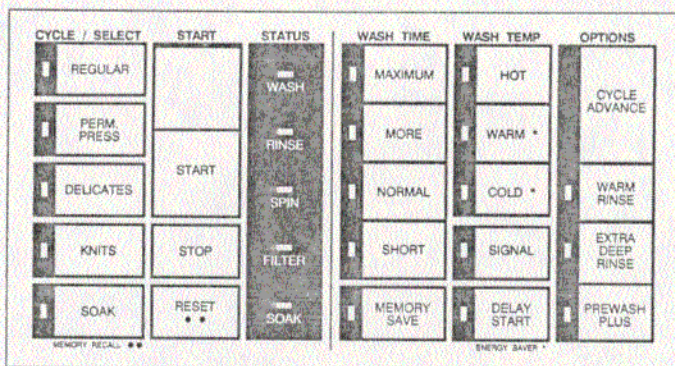 CYCLE / SELECT
START
STATUS
WASH TIME
WASH TEMP
OPTIONS
REGULAR
PERM.
PRESS
DELICATES
KNITS
SOAK
MEMORY RECALL ●●
START
STOP
RESET
● ●
WASH
RINSE
SPIN
FILTER
SOAK
MAXIMUM
MORE
NORMAL
SHORT
MEMORY
SAVE
HOT
WARM *
COLD *
SIGNAL
DELAY
START
ENERGY SAVER *
CYCLE
ADVANCE
WARM
RINSE
EXTRA
DEEP
RINSE
PREWASH
PLUS